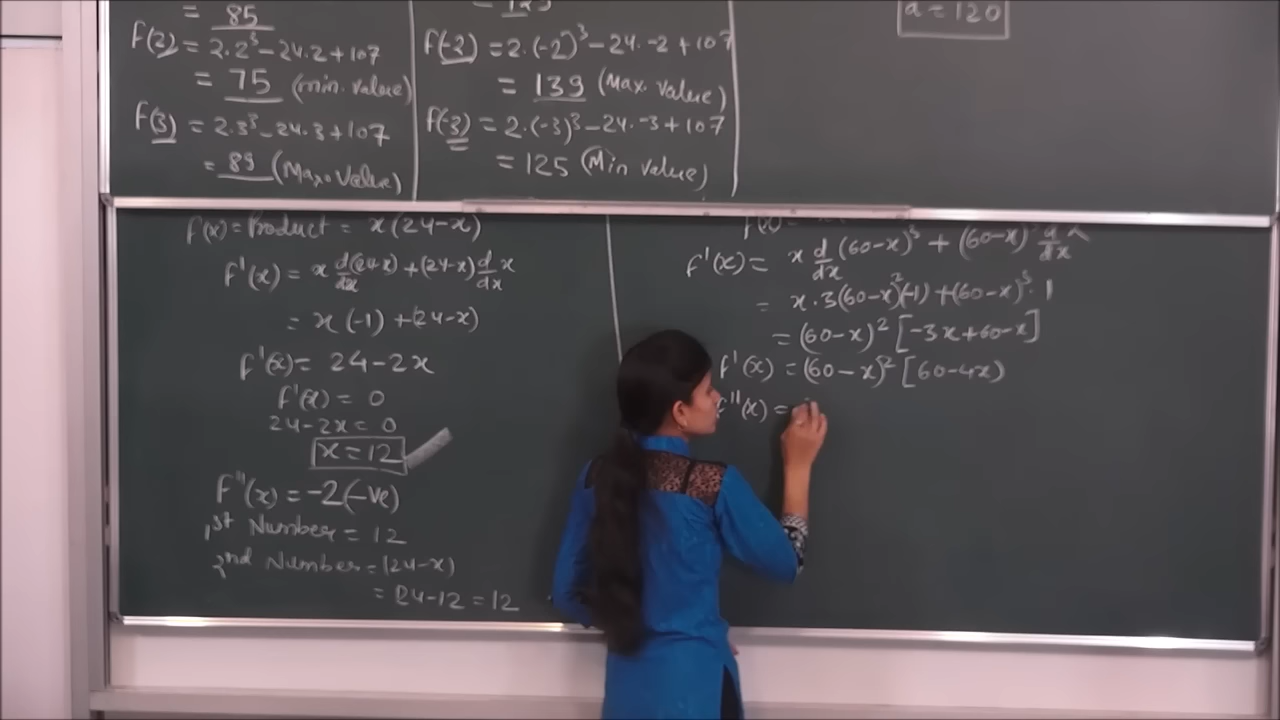 = 85
f(2) = 2.2³-24.2+107
= 75 (min. value)
f(3) = 2.3³-24.3+107
= 89 (Max. Value)
= 125
f(-2) = 2.(-2)³-24.-2+107
= 139 (Max. Value)
f(-3) = 2.(-3)³-24.-3+107
= 125 (Min value)
a = 120
f(x) = Product = x(24-x)
f'(x) = x d(24-x)/dx + (24-x) d/dx x
= x(-1)+(24-x)
f'(x) = 24-2x
f'(x) = 0
24-2x = 0
x = 12
f''(x) = -2(-ve)
1st Number = 12
2nd Number = (24-x)
= 24-12 = 12
f(x) =
f'(x) = x d/dx (60-x)³ + (60-x)³ d/dx x
= x.3(60-x)²(-1)+(60-x)³.1
= (60-x)²[-3x+60-x]
f'(x) = (60-x)²[60-4x)
f''(x) =